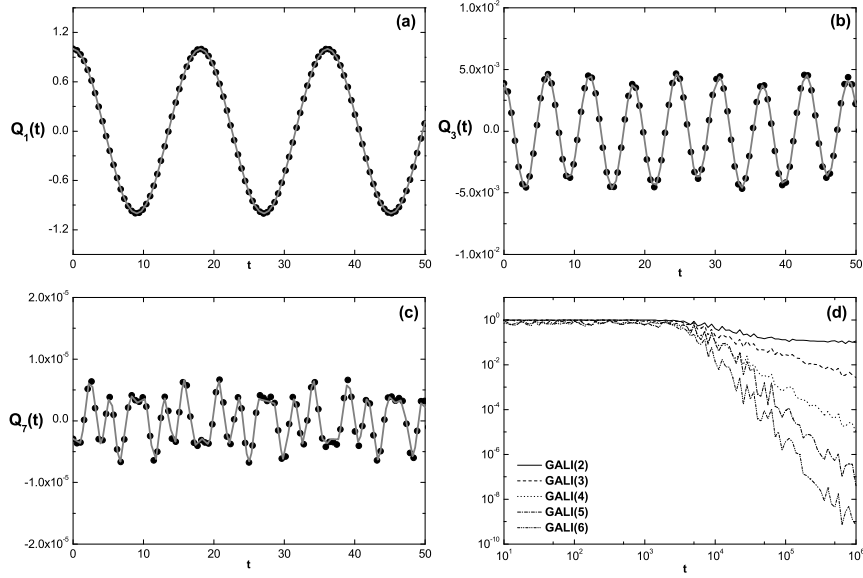 (a)
1.2
0.6
0.0
-0.6
-1.2
Q1(t)
0 10 20 30 40 50
t
(b)
1.0x10-2
5.0x10-3
0.0
-5.0x10-3
-1.0x10-2
Q3(t)
0 10 20 30 40 50
t
(c)
2.0x10-5
1.0x10-5
0.0
-1.0x10-5
-2.0x10-5
Q7(t)
0 10 20 30 40 50
t
(d)
10^0
10^-2
10^-4
10^-6
10^-8
10^-10
GALI(2)
GALI(3)
GALI(4)
GALI(5)
GALI(6)
10^1 10^2 10^3 10^4 10^5 10^6
t